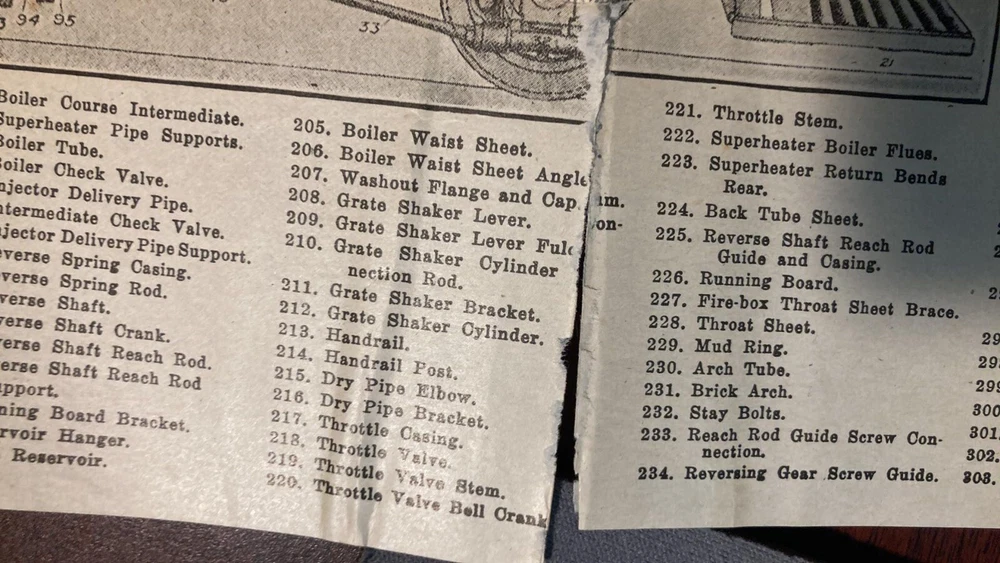 94 95
33
21
Boiler Course Intermediate.
Superheater Pipe Supports.
Boiler Tube.
Boiler Check Valve.
njector Delivery Pipe.
ntermediate Check Valve.
njector Delivery Pipe Support.
verse Spring Casing.
verse Spring Rod.
verse Shaft.
verse Shaft Crank.
erse Shaft Reach Rod.
erse Shaft Reach Rod
upport.
ning Board Bracket.
rvoir Hanger.
Reservoir.
205. Boiler Waist Sheet.
206. Boiler Waist Sheet Angle
207. Washout Flange and Cap.
208. Grate Shaker Lever.
209. Grate Shaker Lever Fulc
210. Grate Shaker Cylinder
nection Rod.
211. Grate Shaker Bracket.
212. Grate Shaker Cylinder.
213. Handrail.
214. Handrail Post.
215. Dry Pipe Elbow.
216. Dry Pipe Bracket.
217. Throttle Casing.
218. Throttle Valve.
219. Throttle Valve Stem.
220. Throttle Valve Bell Crank
um.
on-
221. Throttle Stem.
222. Superheater Boiler Flues.
223. Superheater Return Bends
Rear.
224. Back Tube Sheet.
225. Reverse Shaft Reach Rod
Guide and Casing.
226. Running Board.
227. Fire-box Throat Sheet Brace.
228. Throat Sheet.
229. Mud Ring.
230. Arch Tube.
231. Brick Arch.
232. Stay Bolts.
233. Reach Rod Guide Screw Con-
nection.
234. Reversing Gear Screw Guide.
29
29
299
300
301.
302.
303.